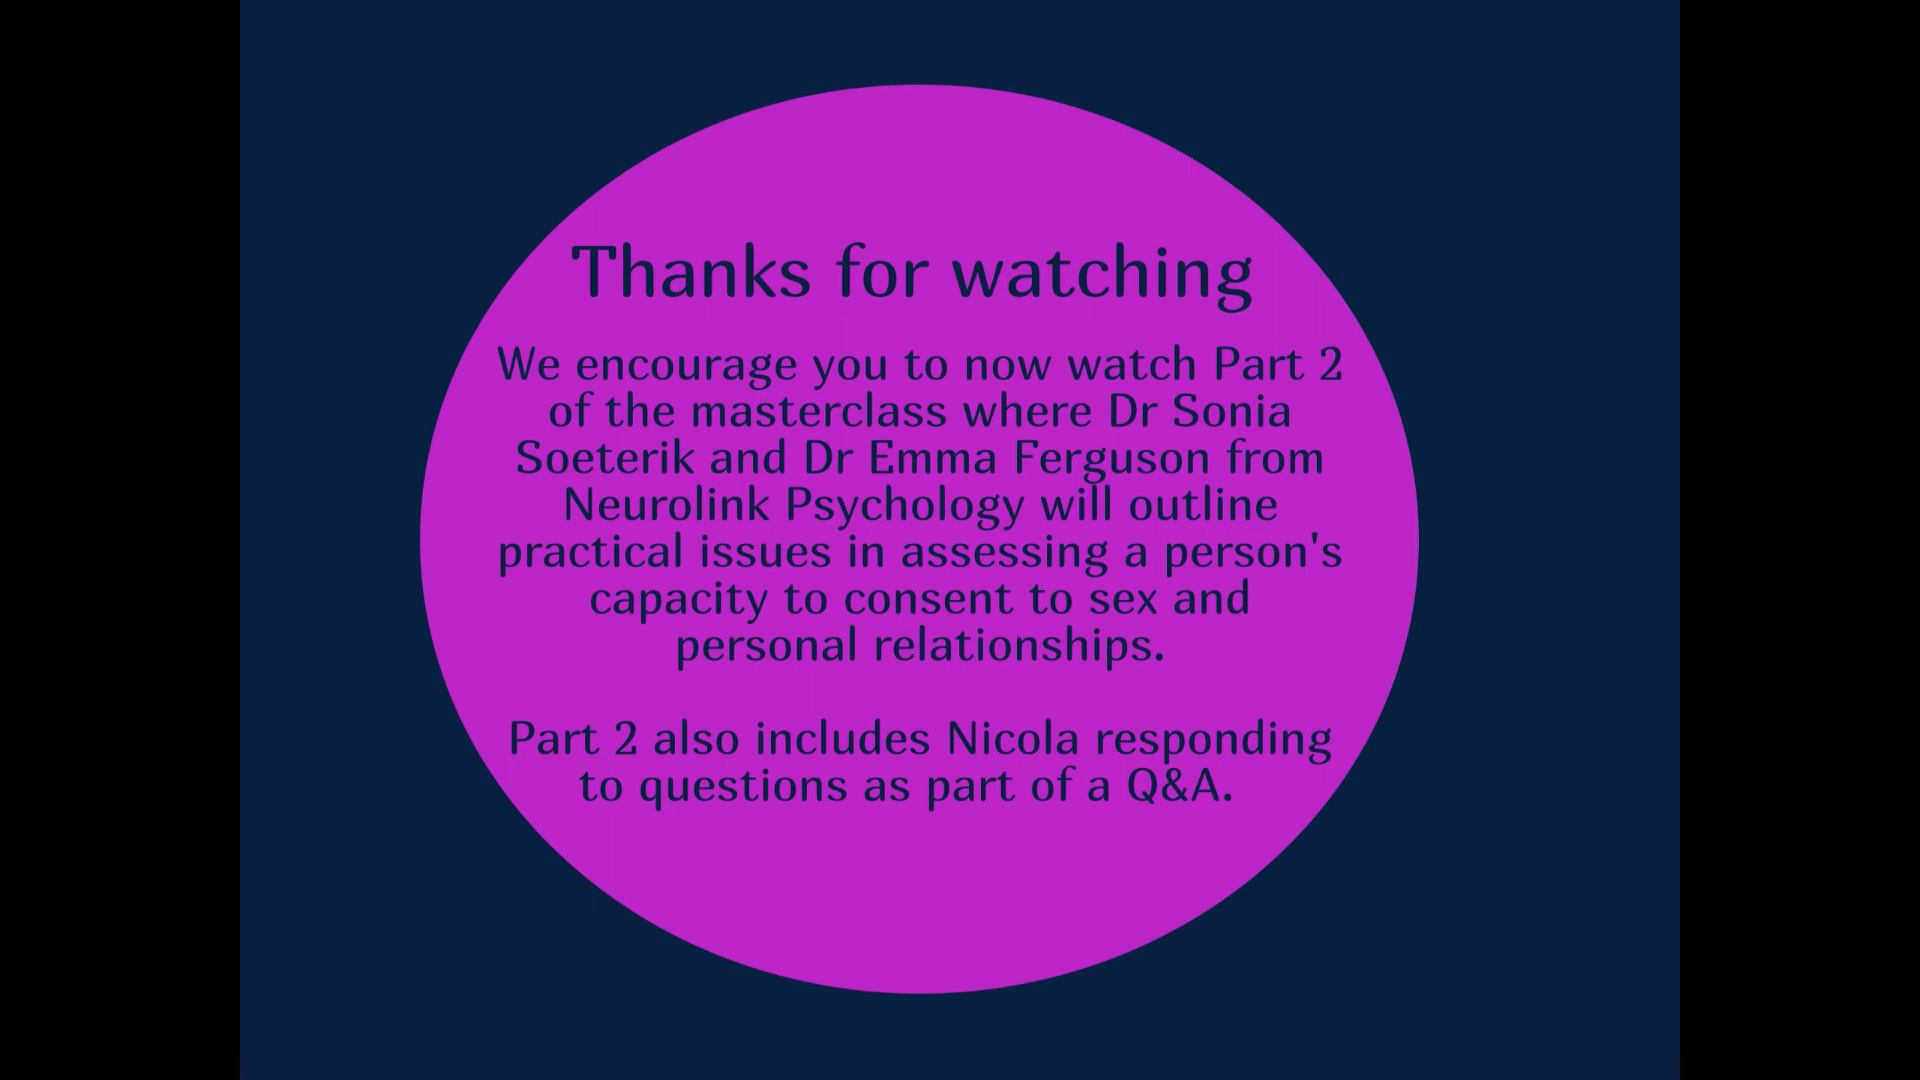 Thanks for watching
We encourage you to now watch Part 2
of the masterclass where Dr Sonia
Soeterik and Dr Emma Ferguson from
Neurolink Psychology will outline
practical issues in assessing a person's
capacity to consent to sex and
personal relationships.
Part 2 also includes Nicola responding
to questions as part of a Q&A.